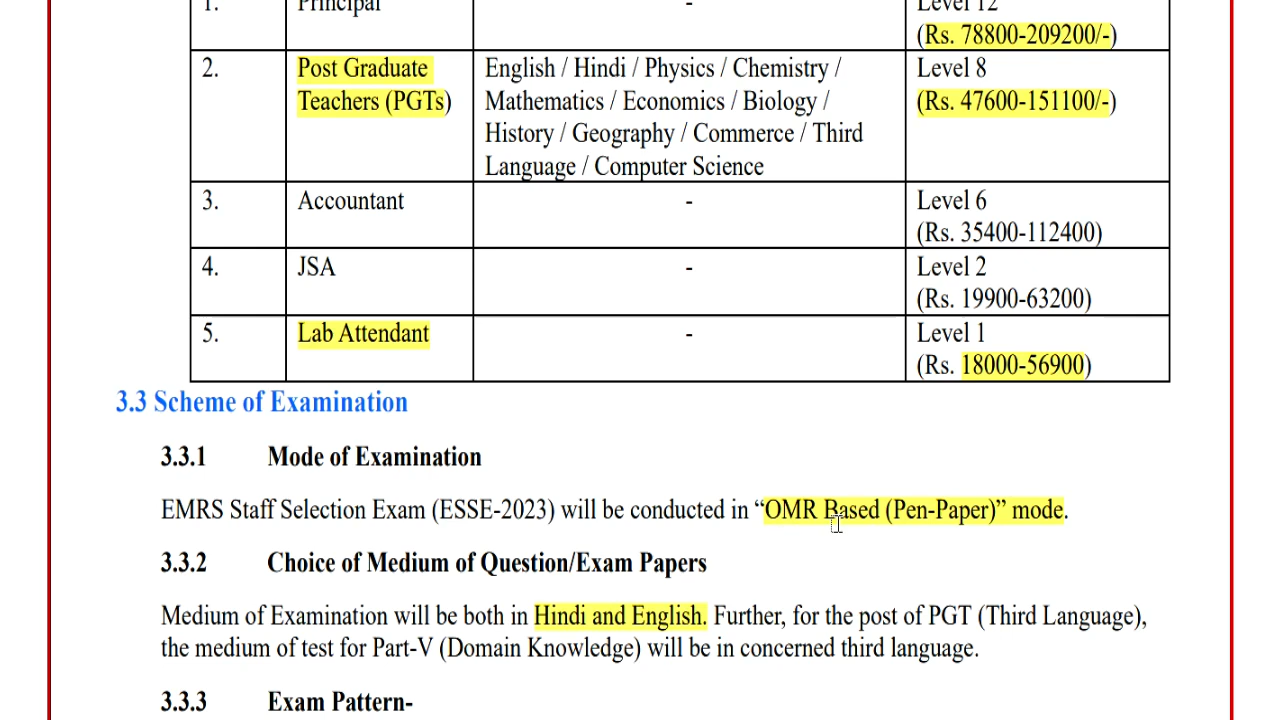 1. Principal - Level 12
(Rs. 78800-209200/-)
2. Post Graduate English / Hindi / Physics / Chemistry / Level 8
Teachers (PGTs) Mathematics / Economics / Biology / (Rs. 47600-151100/-)
History / Geography / Commerce / Third
Language / Computer Science
3. Accountant - Level 6
(Rs. 35400-112400)
4. JSA - Level 2
(Rs. 19900-63200)
5. Lab Attendant - Level 1
(Rs. 18000-56900)
3.3 Scheme of Examination
3.3.1 Mode of Examination
EMRS Staff Selection Exam (ESSE-2023) will be conducted in “OMR Based (Pen-Paper)” mode.
3.3.2 Choice of Medium of Question/Exam Papers
Medium of Examination will be both in Hindi and English. Further, for the post of PGT (Third Language),
the medium of test for Part-V (Domain Knowledge) will be in concerned third language.
3.3.3 Exam Pattern-